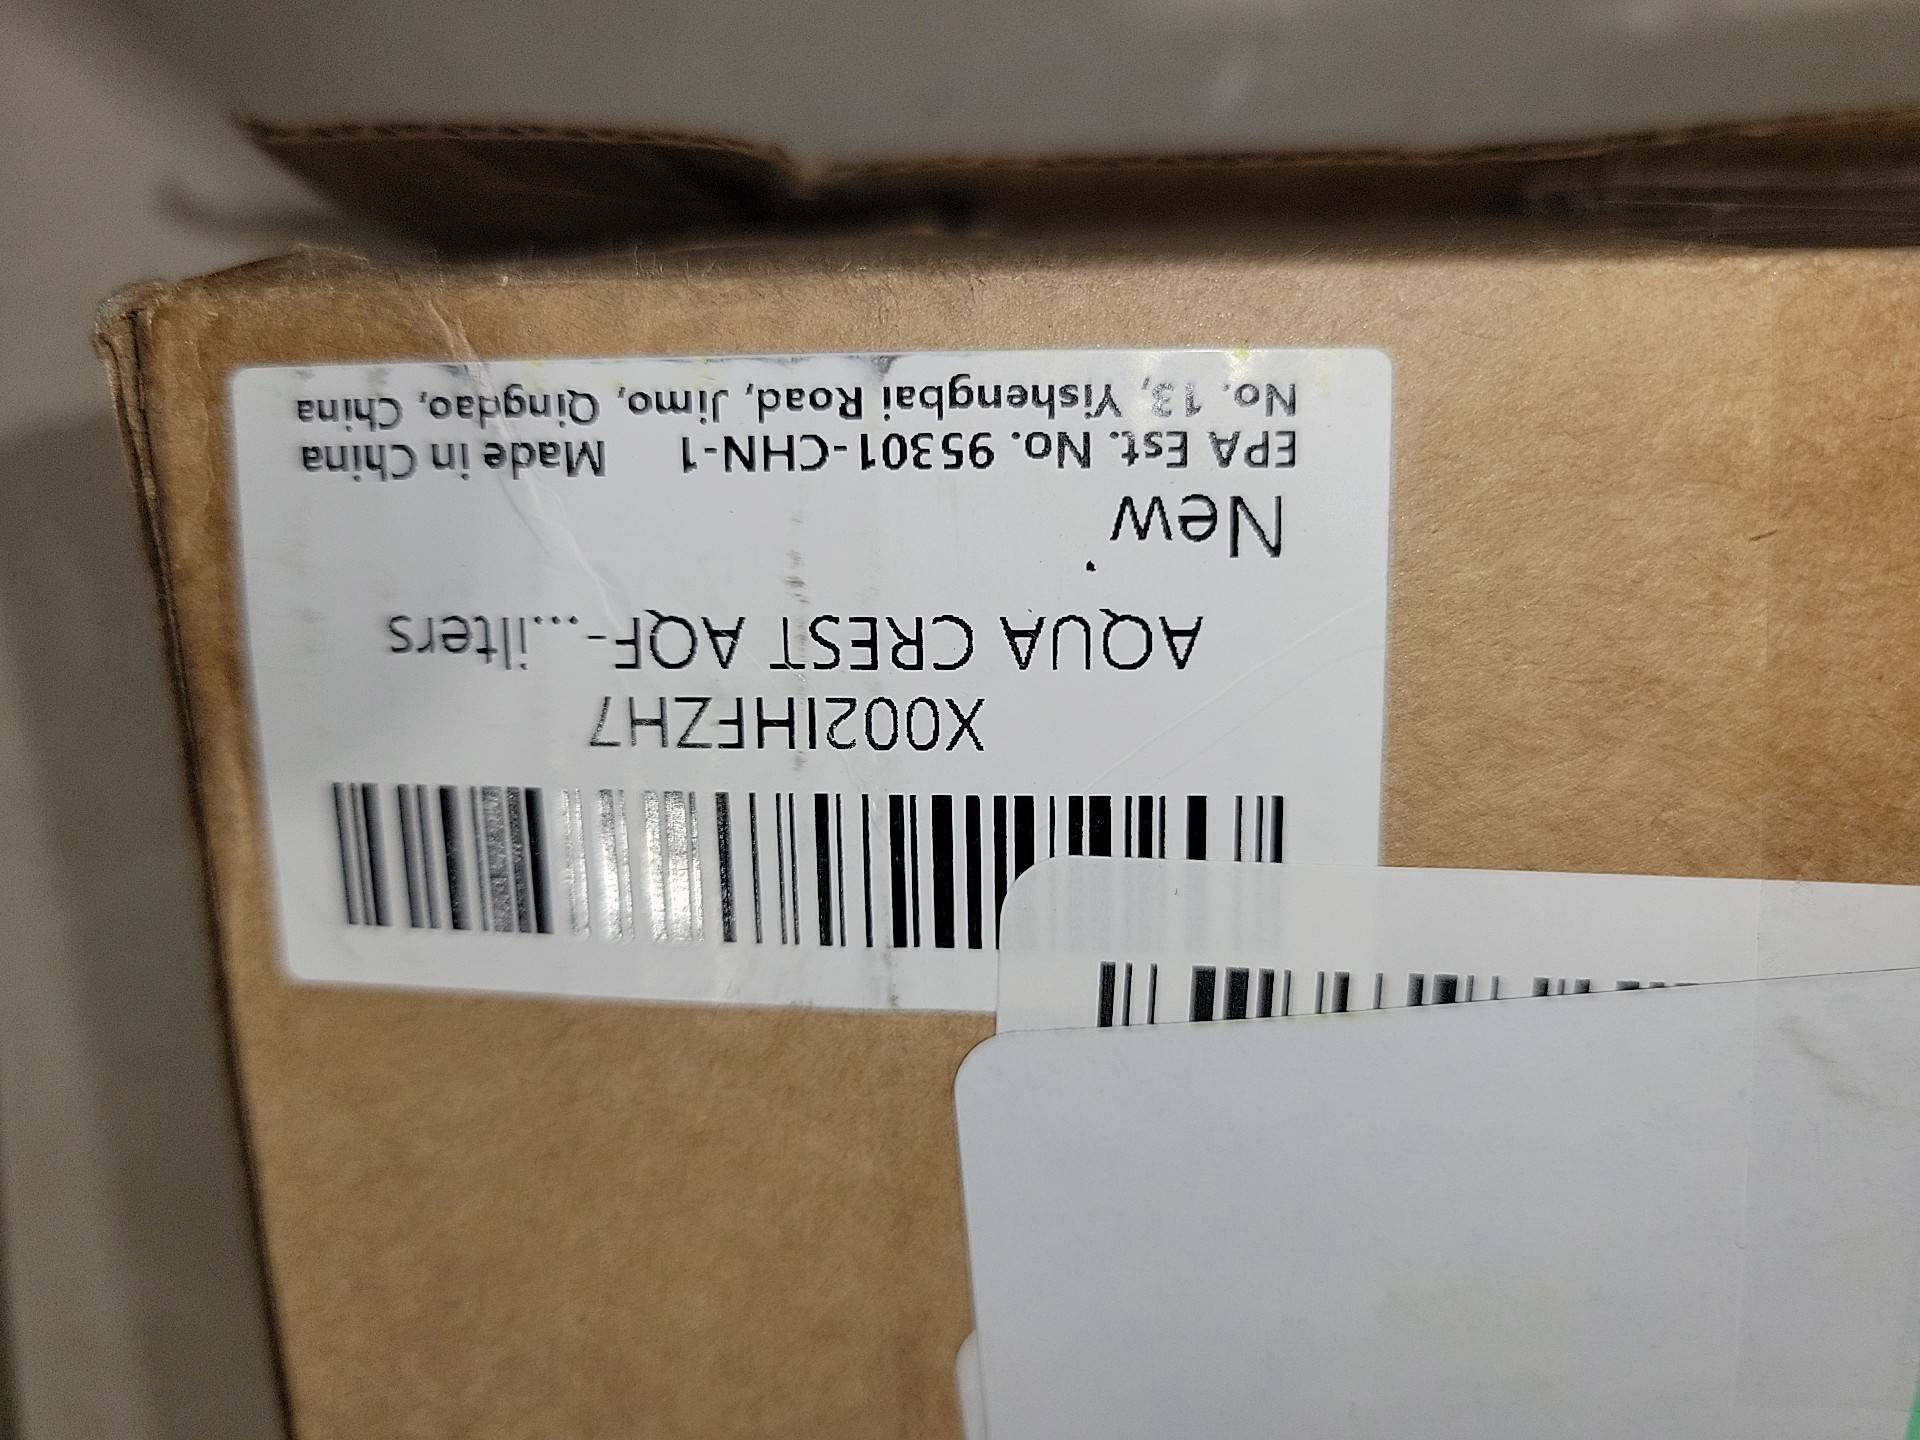 X002IHFZH7
AQUA CREST AQF-...ilters
New
EPA Est. No. 95301-CHN-1 Made in China
No. 13, Yishengbai Road, Jimo, Qingdao, China